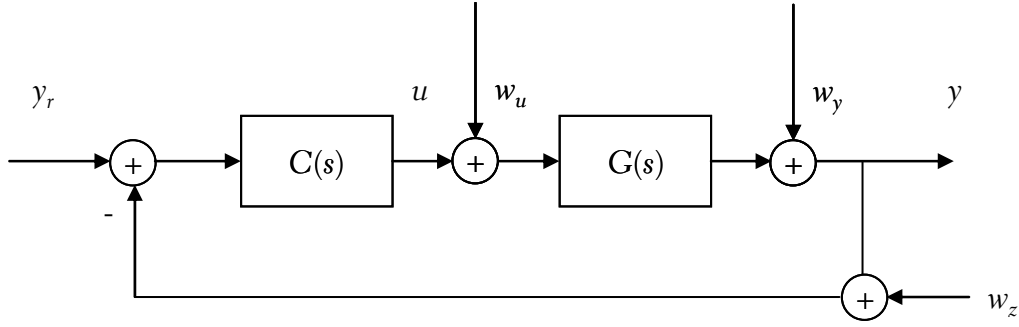 y_r u w_u w_y y
+ C(s) + G(s) +
-
+ w_z